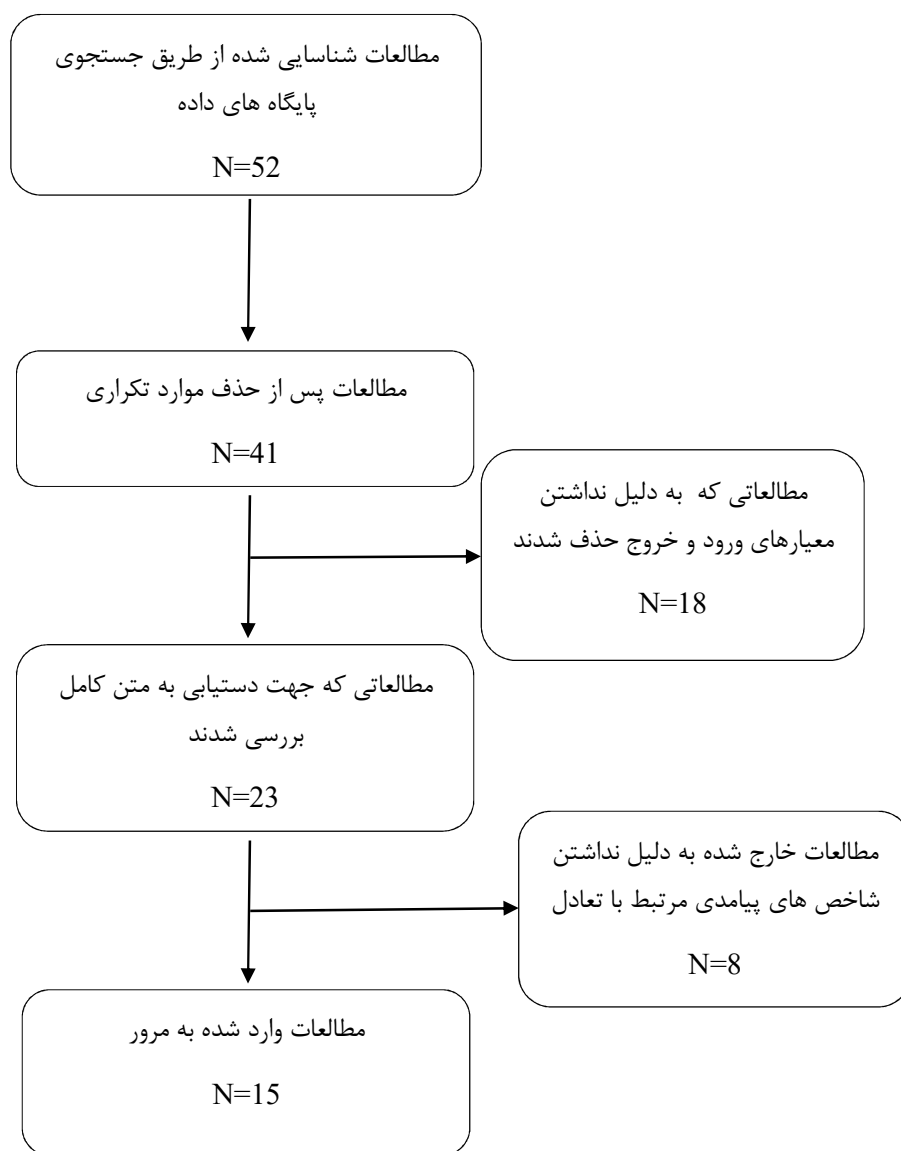 مطالعات شناسایی شده از طریق جستجوی
پایگاه های داده
N=52
مطالعات پس از حذف موارد تکراری
N=41
مطالعاتی که به دلیل نداشتن
معیارهای ورود و خروج حذف شدند
N=18
مطالعاتی که جهت دستیابی به متن کامل
بررسی شدند
N=23
مطالعات خارج شده به دلیل نداشتن
شاخص های پیامدی مرتبط با تعادل
N=8
مطالعات وارد شده به مرور
N=15